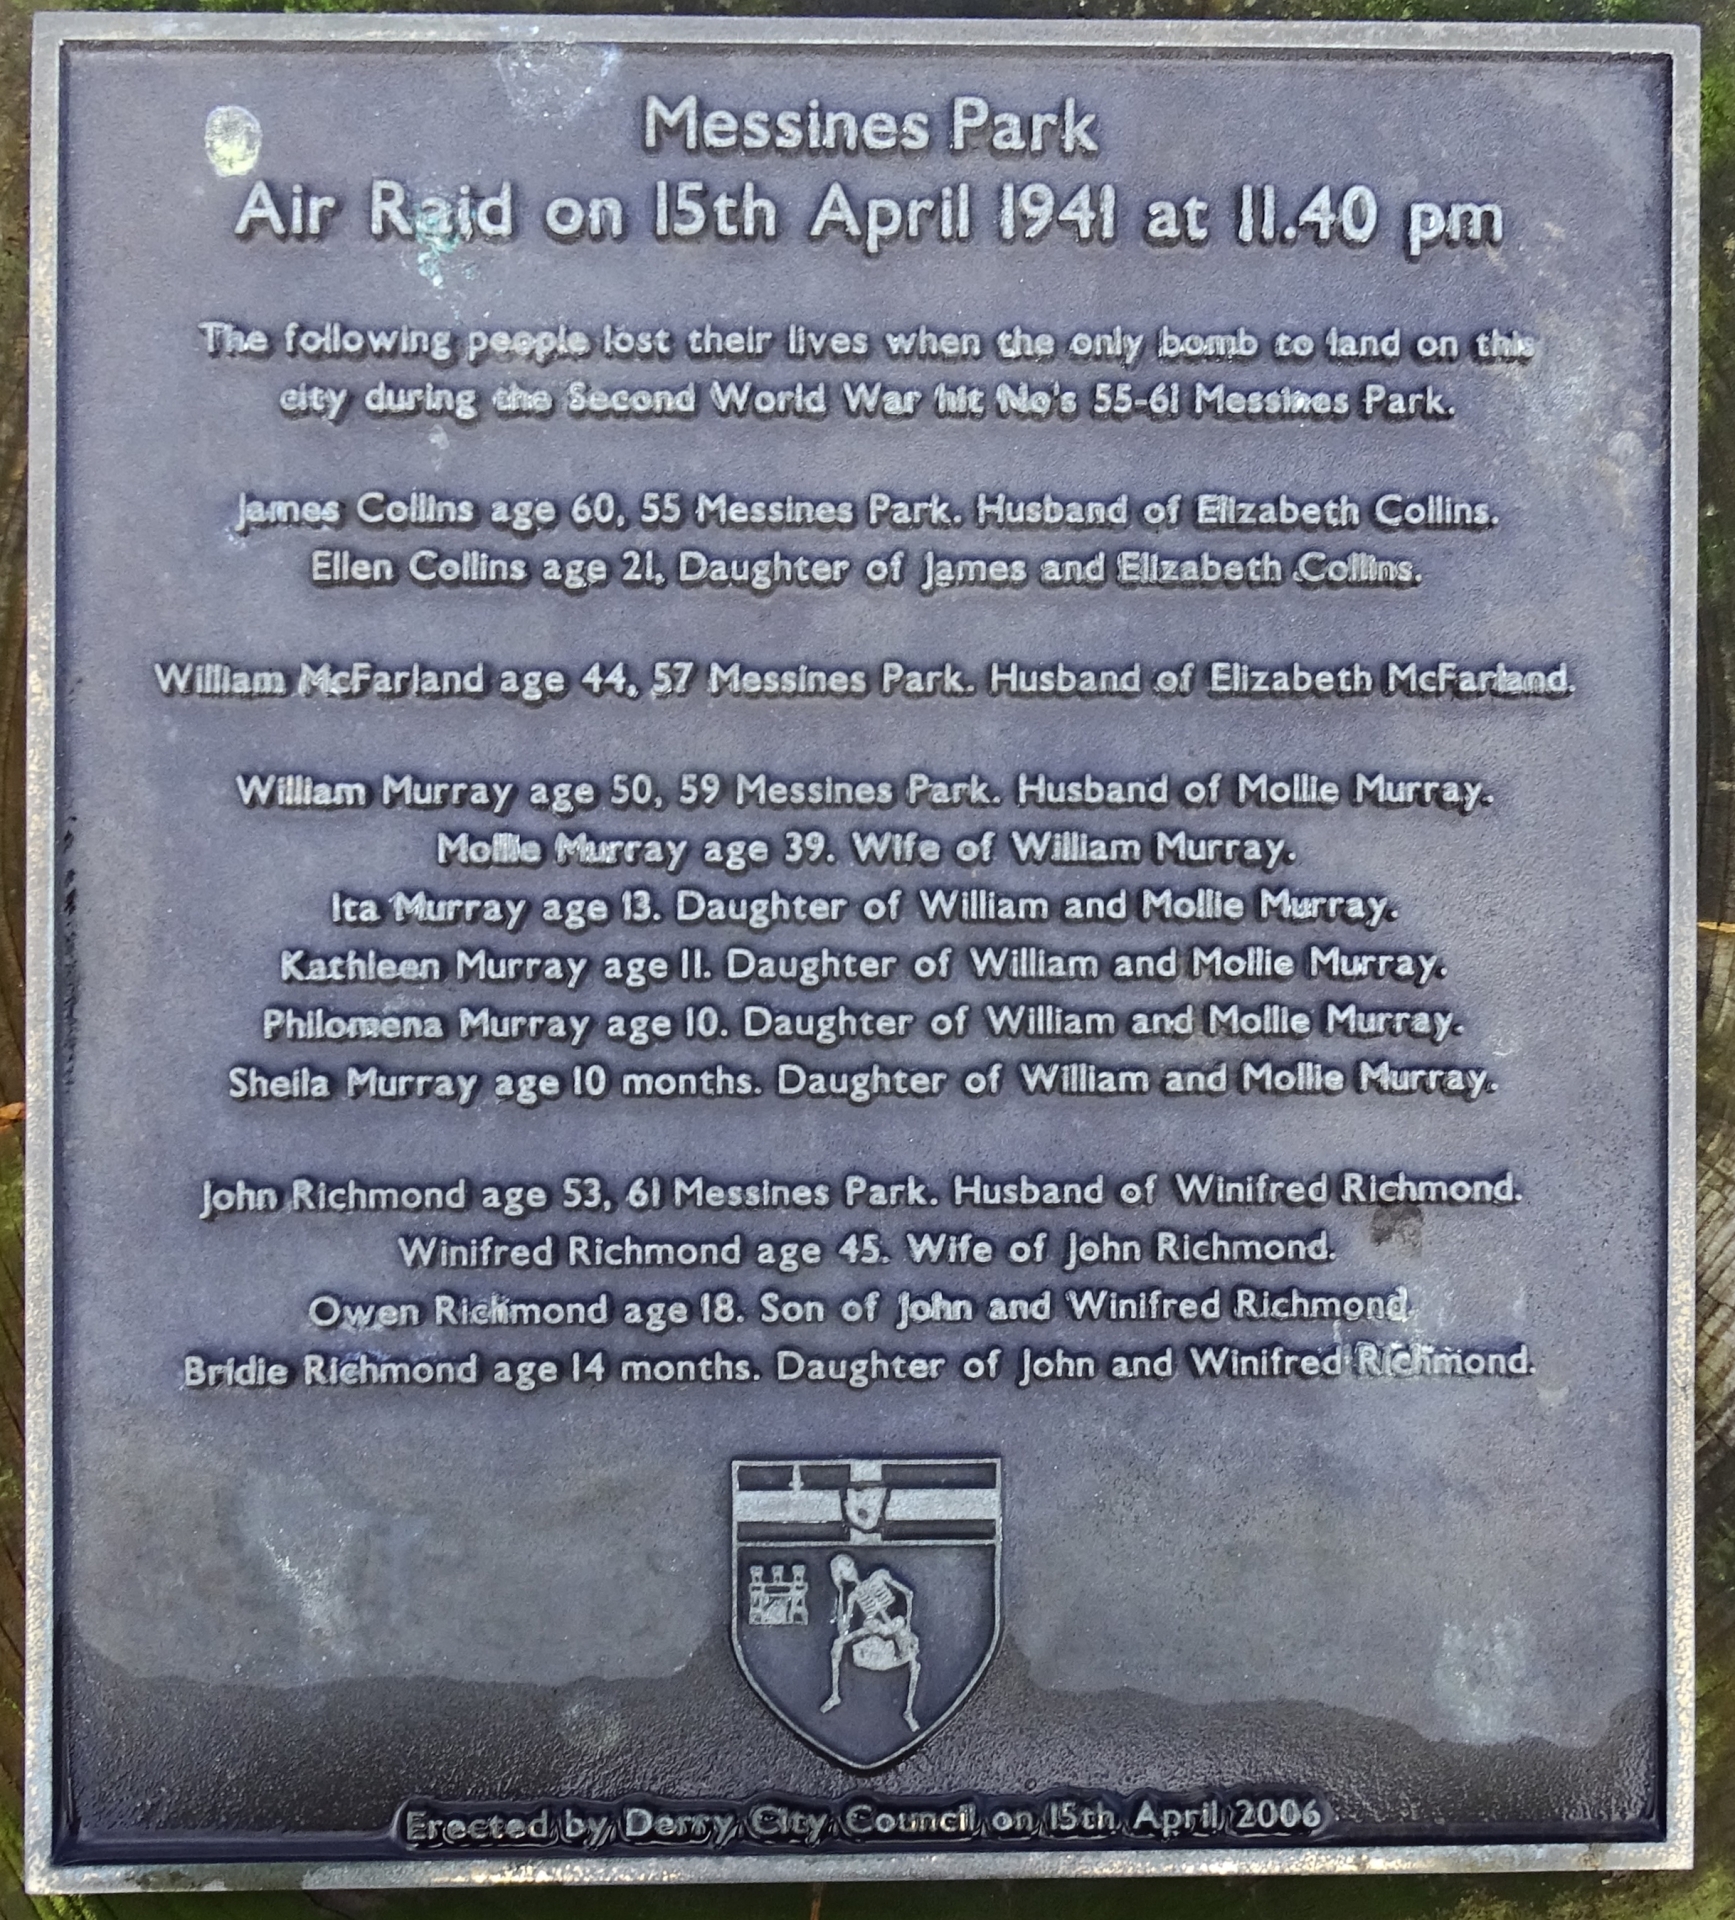 Messines Park
Air Raid on 15th April 1941 at 11.40 pm
The following people lost their lives when the only bomb to land on this
city during the Second World War hit No's 55-61 Messines Park.
James Collins age 60, 55 Messines Park. Husband of Elizabeth Collins.
Ellen Collins age 21, Daughter of James and Elizabeth Collins.
William McFarland age 44, 57 Messines Park. Husband of Elizabeth McFarland.
William Murray age 50, 59 Messines Park. Husband of Mollie Murray.
Mollie Murray age 39. Wife of William Murray.
Ita Murray age 13. Daughter of William and Mollie Murray.
Kathleen Murray age 11. Daughter of William and Mollie Murray.
Philomena Murray age 10. Daughter of William and Mollie Murray.
Sheila Murray age 10 months. Daughter of William and Mollie Murray.
John Richmond age 53, 61 Messines Park. Husband of Winifred Richmond.
Winifred Richmond age 45. Wife of John Richmond.
Owen Richmond age 18. Son of John and Winifred Richmond.
Bridie Richmond age 14 months. Daughter of John and Winifred Richmond.
Erected by Derry City Council on 15th April 2006